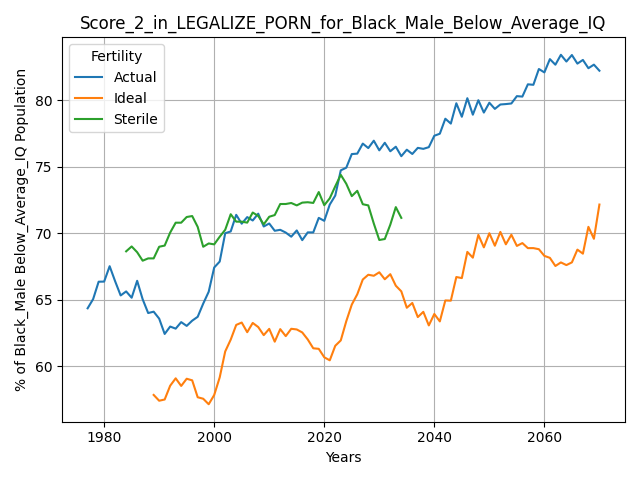 Score_2_in_LEGALIZE_PORN_for_Black_Male_Below_Average_IQ
% of Black_Male Below_Average_IQ Population
Fertility
Actual
Ideal
Sterile
80
75
70
65
60
1980
2000
2020
2040
2060
Years